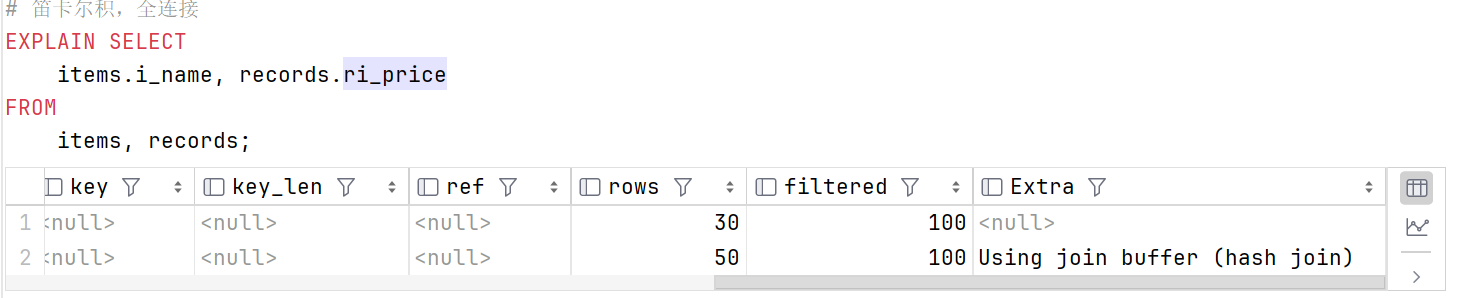 # 笛卡尔积，全连接
EXPLAIN SELECT
items.i_name, records.ri_price
FROM
items, records;
key key_len ref rows filtered Extra
1 <null> <null> <null> 30 100 <null>
2 <null> <null> <null> 50 100 Using join buffer (hash join)